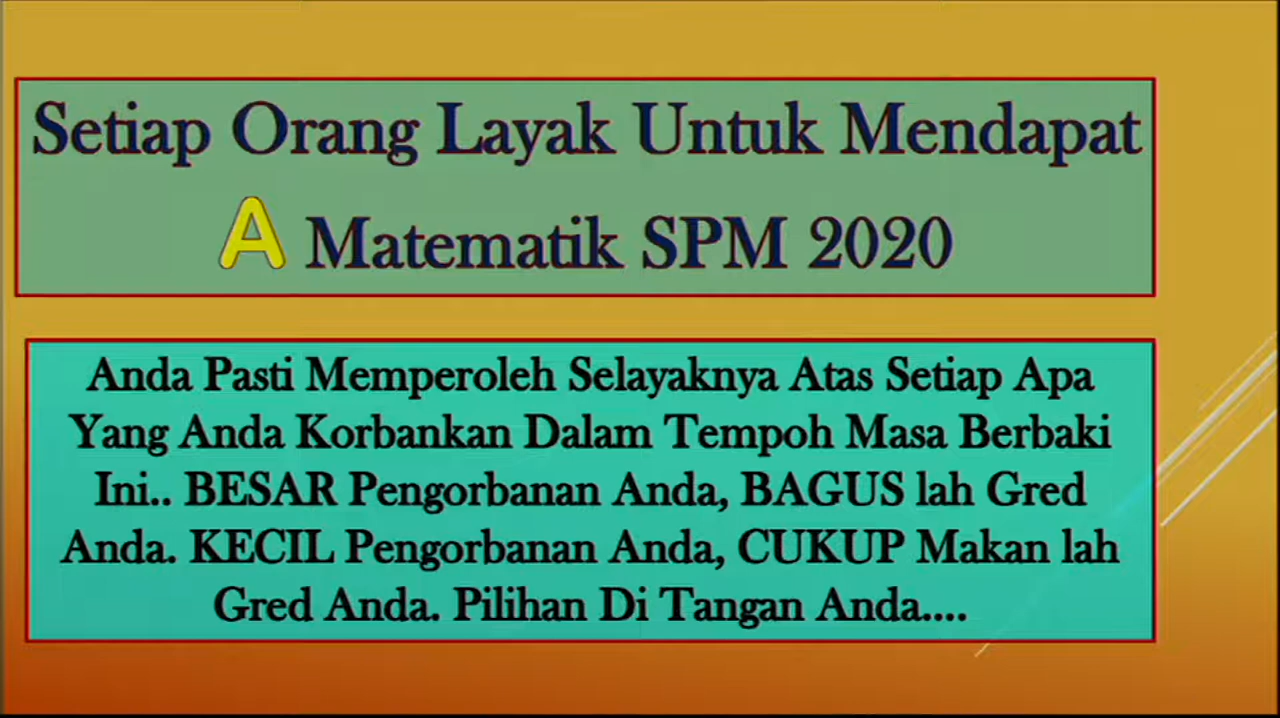 Setiap Orang Layak Untuk Mendapat
A Matematik SPM 2020
Anda Pasti Memperoleh Selayaknya Atas Setiap Apa
Yang Anda Korbankan Dalam Tempoh Masa Berbaki
Ini.. BESAR Pengorbanan Anda, BAGUS lah Gred
Anda. KECIL Pengorbanan Anda, CUKUP Makan lah
Gred Anda. Pilihan Di Tangan Anda....